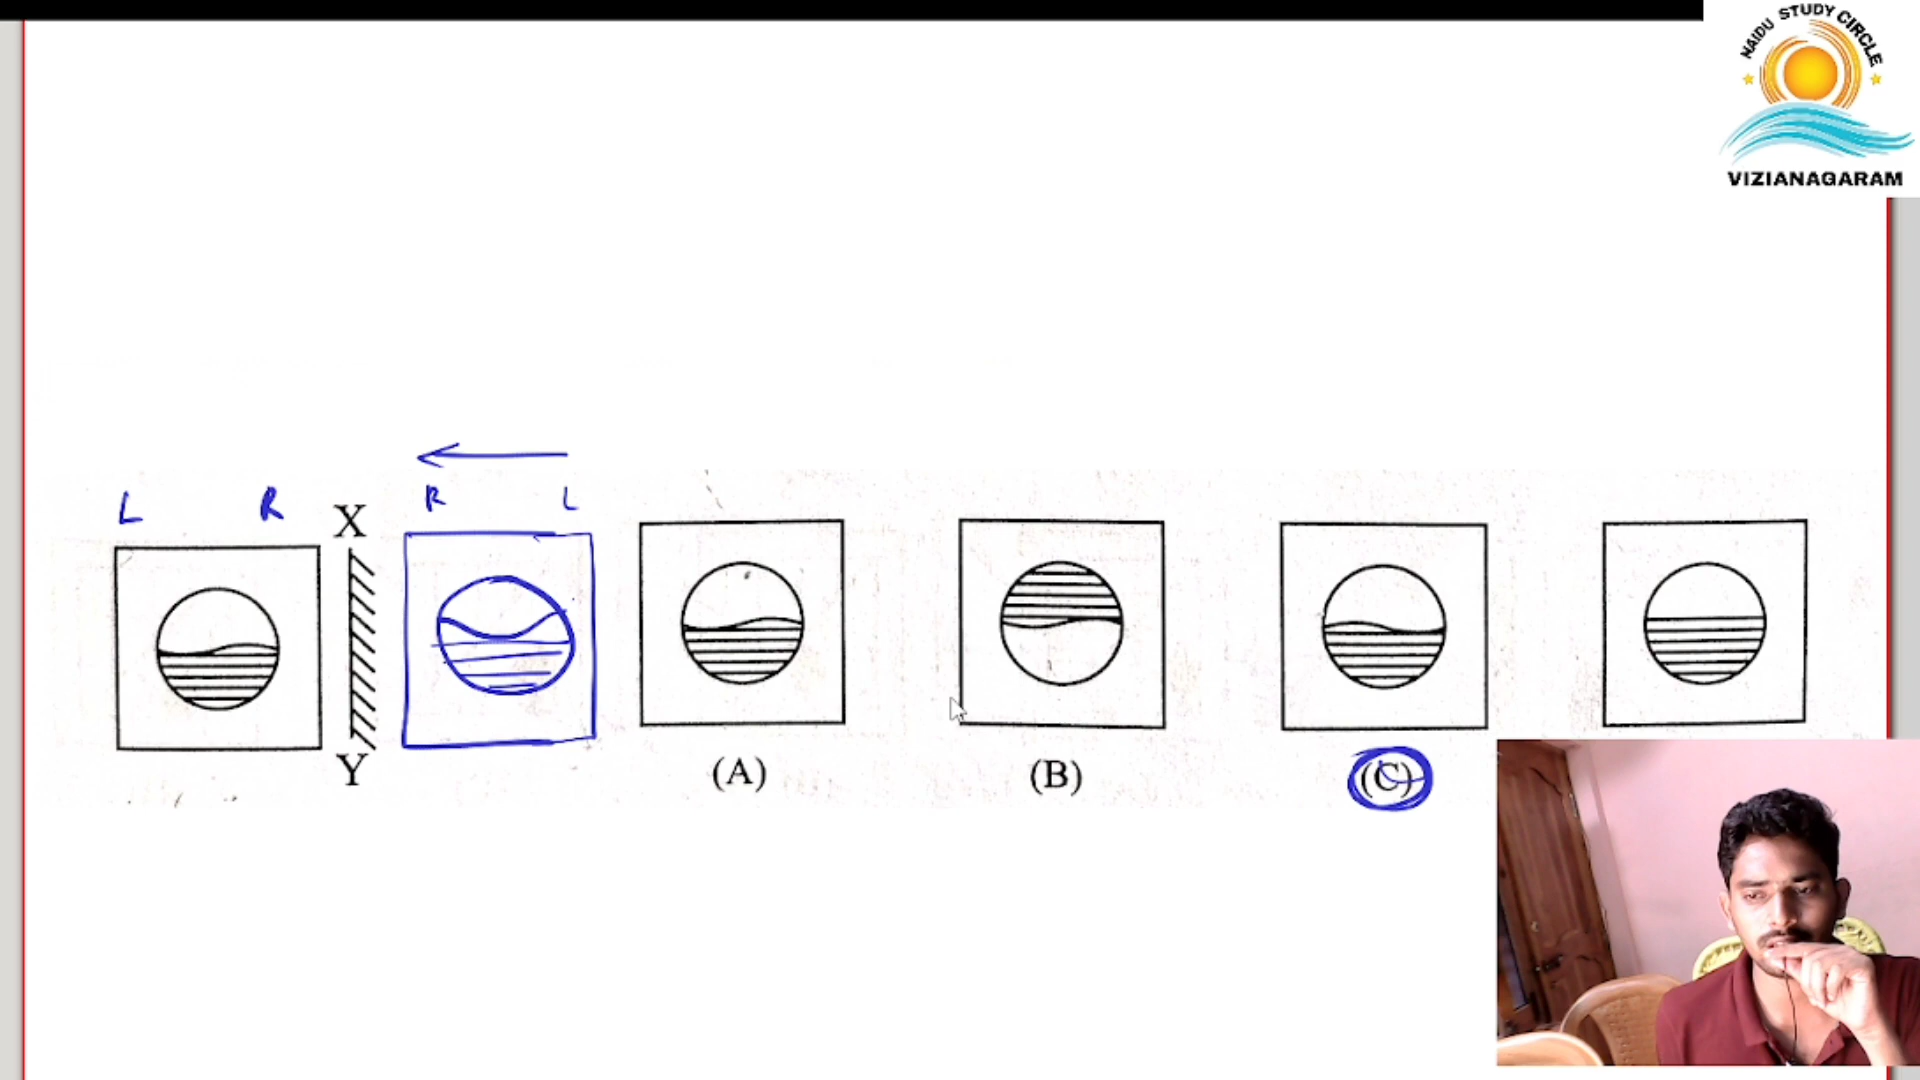 NAIDU STUDY CIRCLE
VIZIANAGARAM
L R X R L
Y
(A) (B) (C)